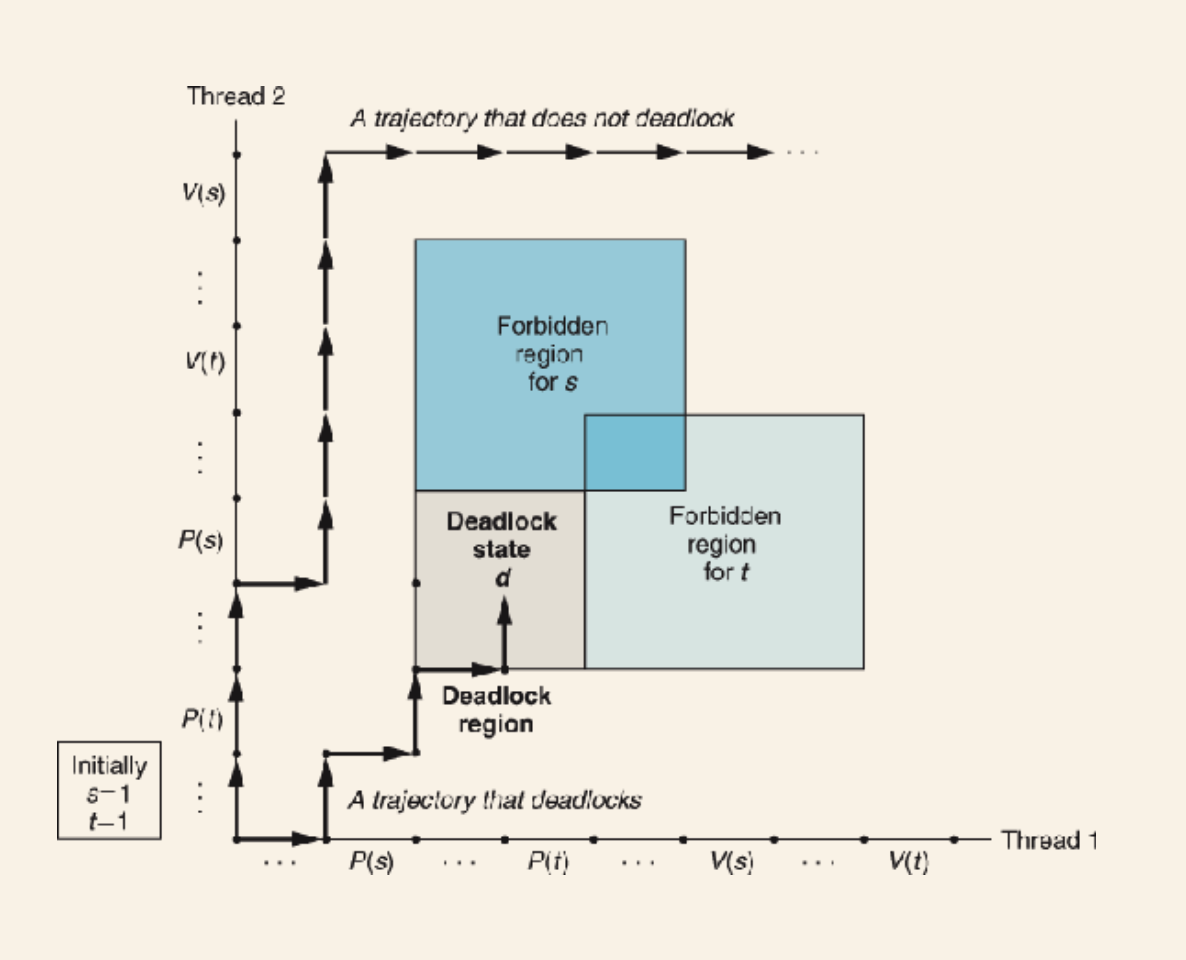 Thread 2
A trajectory that does not deadlock
...
V(s)
⋮
Forbidden
region
for s
V(t)
⋮
P(s)
Deadlock
state
d
Forbidden
region
for t
⋮
P(t)
Deadlock
region
Initially
s=1
t=1
⋮
A trajectory that deadlocks
Thread 1
... P(s) ... P(t) ... V(s) ... V(t)